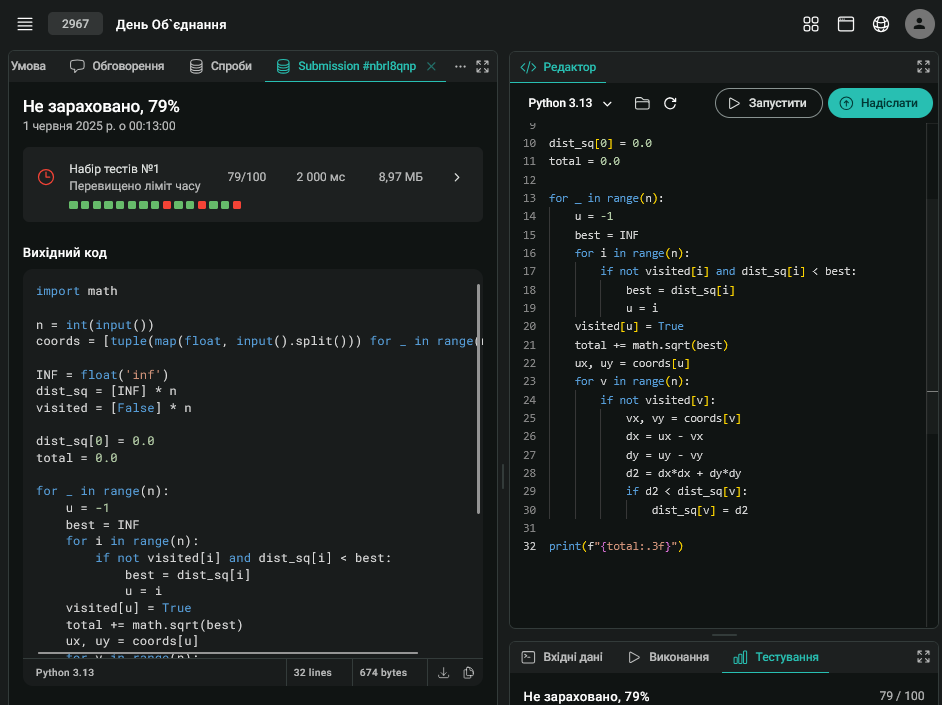 2967 День Об`єднання
Умова Обговорення Спроби Submission #nbrl8qnp
Не зараховано, 79%
1 червня 2025 р. о 00:13:00
Набір тестів №1
Перевищено ліміт часу
79/100 2 000 мс 8,97 МБ
Вихідний код
import math
n = int(input())
coords = [tuple(map(float, input().split())) for _ in range(
INF = float('inf')
dist_sq = [INF] * n
visited = [False] * n
dist_sq[0] = 0.0
total = 0.0
for _ in range(n):
    u = -1
    best = INF
    for i in range(n):
        if not visited[i] and dist_sq[i] < best:
            best = dist_sq[i]
            u = i
    visited[u] = True
    total += math.sqrt(best)
    ux, uy = coords[u]
    for v in range(n):
Python 3.13 32 lines 674 bytes
</> Редактор
Python 3.13 Запустити Надіслати
9
10 dist_sq[0] = 0.0
11 total = 0.0
12
13 for _ in range(n):
14     u = -1
15     best = INF
16     for i in range(n):
17         if not visited[i] and dist_sq[i] < best:
18             best = dist_sq[i]
19             u = i
20     visited[u] = True
21     total += math.sqrt(best)
22     ux, uy = coords[u]
23     for v in range(n):
24         if not visited[v]:
25             vx, vy = coords[v]
26             dx = ux - vx
27             dy = uy - vy
28             d2 = dx*dx + dy*dy
29             if d2 < dist_sq[v]:
30                 dist_sq[v] = d2
31
32 print(f"{total:.3f}")
Вхідні дані Виконання Тестування
Не зараховано, 79% 79 / 100